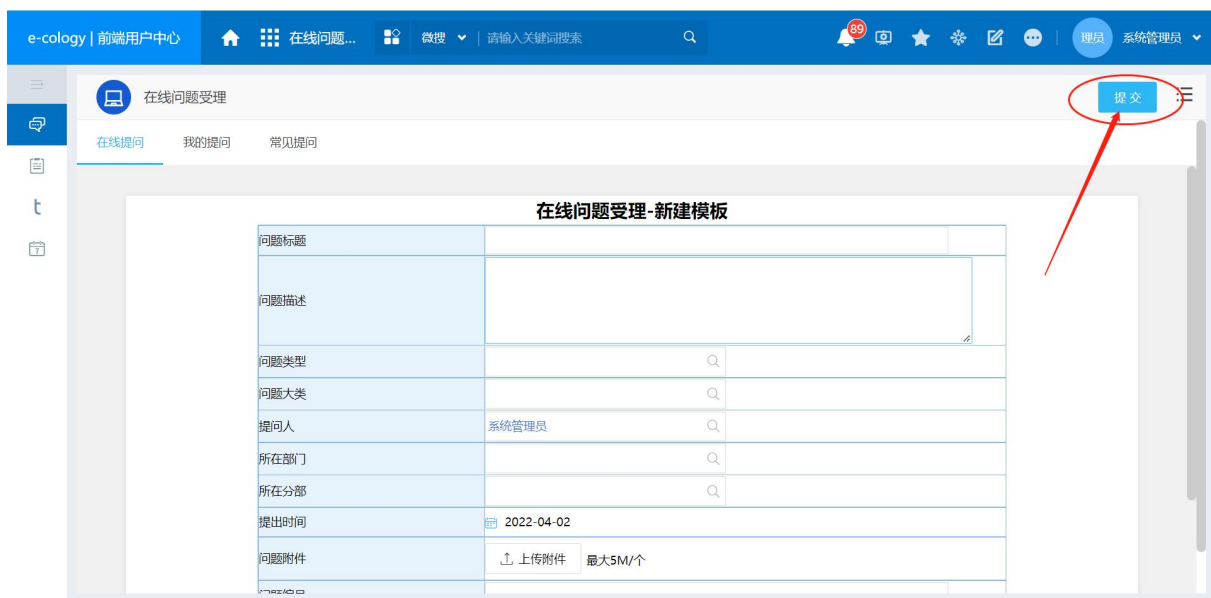 e-cology | 前端用户中心 在线问题... 微搜 请输入关键词搜索 89 理员 系统管理员
在线问题受理 提交
在线提问 我的提问 常见提问
t
7
在线问题受理-新建模板
问题标题
问题描述
问题类型
问题大类
提问人 系统管理员
所在部门
所在分部
提出时间 2022-04-02
问题附件 上传附件 最大5M/个